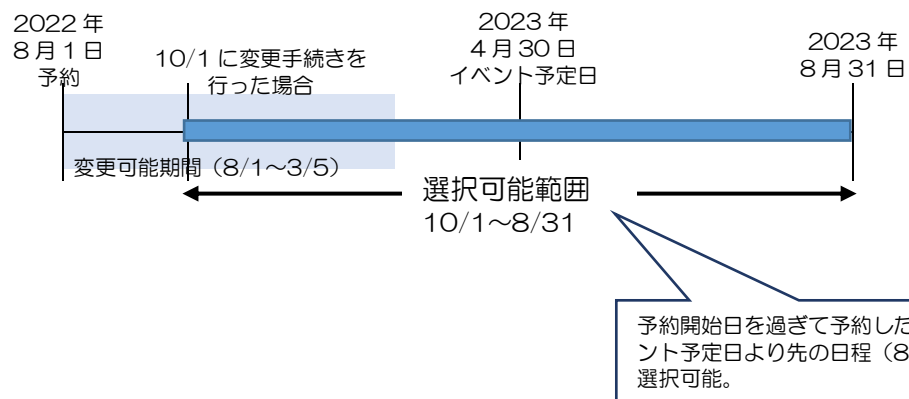 2022年
8月1日
予約
10/1に変更手続きを
行った場合
2023年
4月30日
イベント予定日
2023年
8月31日
変更可能期間（8/1～3/5）
選択可能範囲
10/1～8/31
予約開始日を過ぎて予約した
ント予定日より先の日程（8
選択可能。